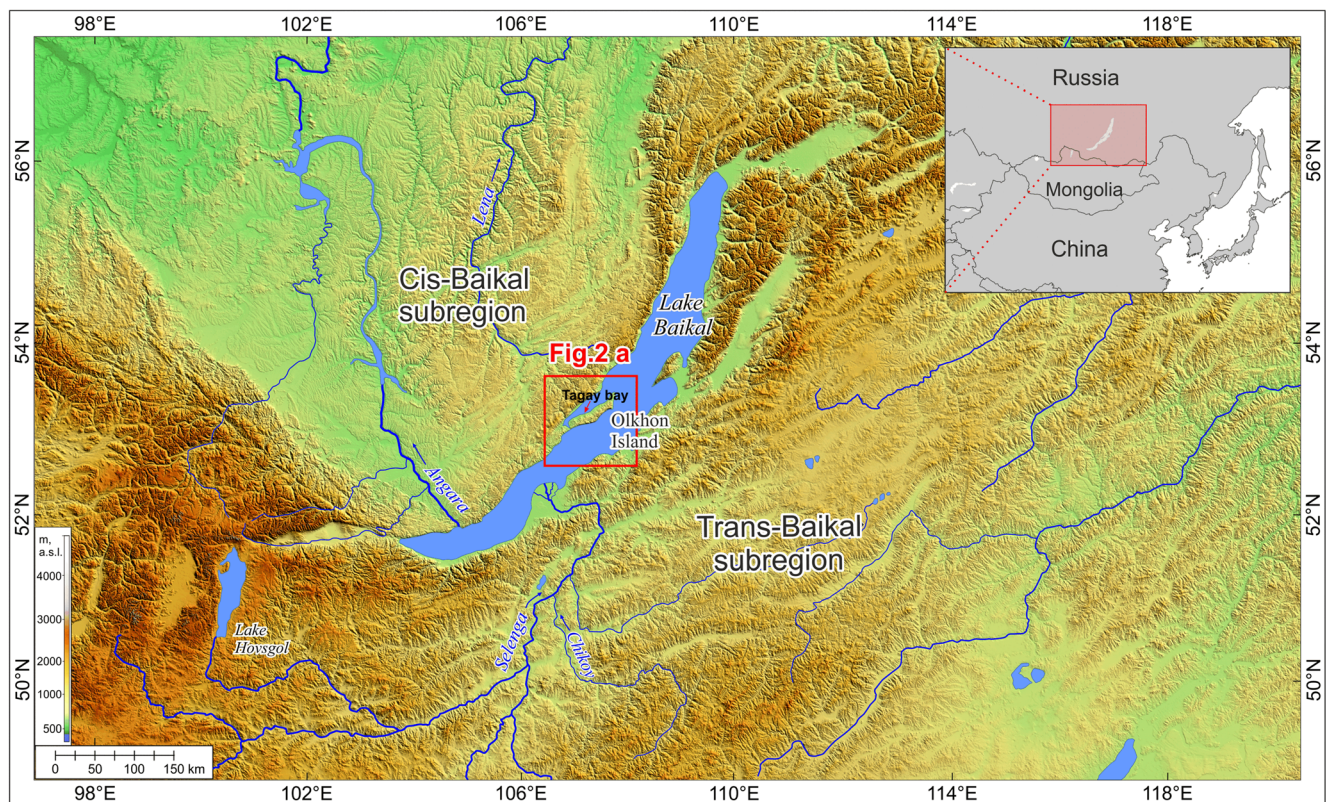 98°E 102°E 106°E 110°E 114°E 118°E
Russia
Mongolia
China
56°N
56°N
Lena
Cis-Baikal
subregion
Lake
Baikal
54°N
54°N
Fig.2 a
Tagay bay
Olkhon
Island
Angara
52°N
52°N
Trans-Baikal
subregion
m,
a.s.l.
4000
3000
2000
1000
500
Lake
Hovsgol
Selenga
Chikoy
50°N
50°N
0 50 100 150 km
98°E 102°E 106°E 110°E 114°E 118°E